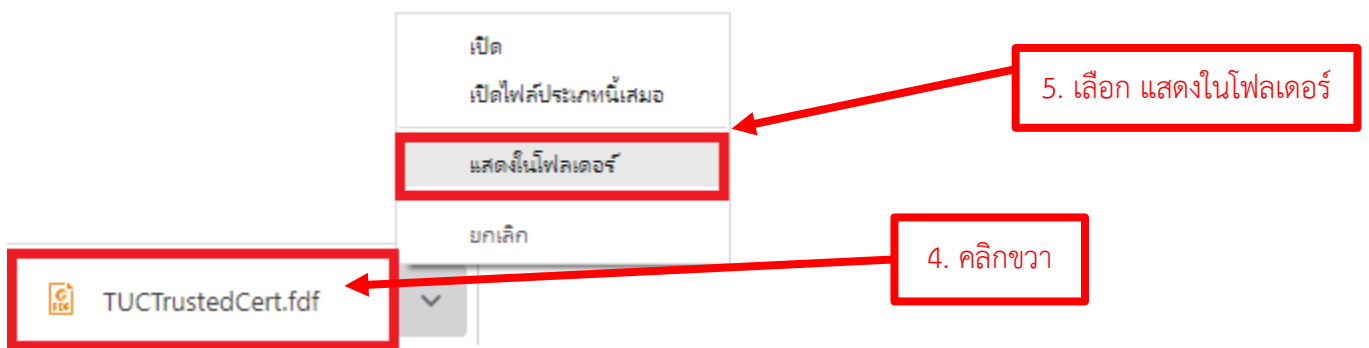 เปิด
เปิดไฟล์ประเภทนี้เสมอ
5. เลือก แสดงในโฟลเดอร์
แสดงในโฟลเดอร์
ยกเลิก
4. คลิกขวา
TUCTrustedCert.fdf